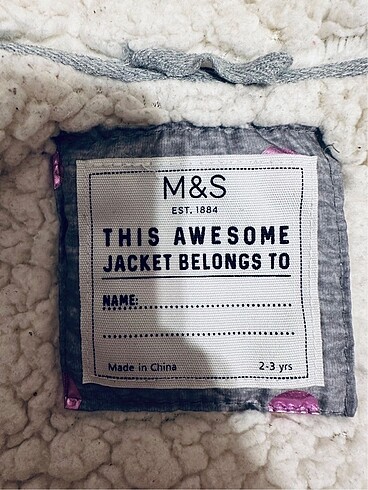 M&S
EST. 1884
THIS AWESOME
JACKET BELONGS TO
NAME:
Made in China 2-3 yrs